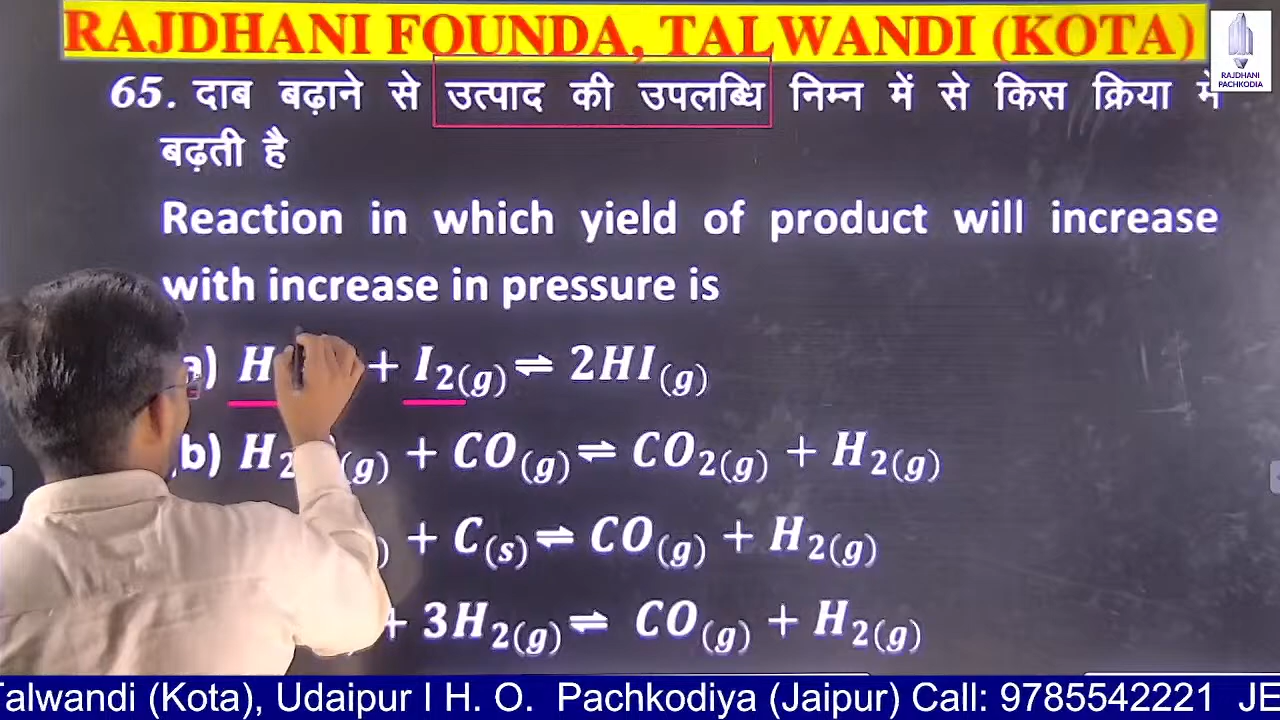 RAJDHANI FOUNDA, TALWANDI (KOTA)
RAJDHANI
PACHKODIA
65. दाब बढ़ाने से उत्पाद की उपलब्धि निम्न में से किस क्रिया में
बढ़ती है
Reaction in which yield of product will increase
with increase in pressure is
a) H + I₂(g) ⇌ 2HI(g)
b) H₂ (g) + CO(g) ⇌ CO₂(g) + H₂(g)
) + C(s) ⇌ CO(g) + H₂(g)
+ 3H₂(g) ⇌ CO(g) + H₂(g)
Talwandi (Kota), Udaipur l H. O. Pachkodiya (Jaipur) Call: 9785542221 JE